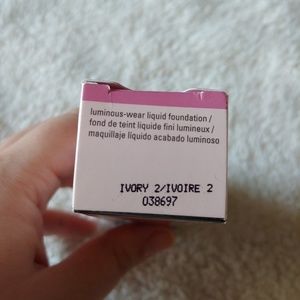 luminous-wear liquid foundation /
fond de teint liquide fini lumineux /
maquillaje líquido acabado luminoso
IVORY 2/IVOIRE 2
038697